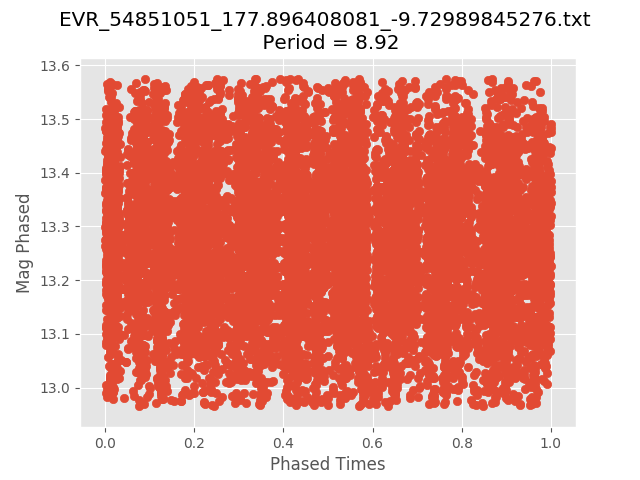 EVR_54851051_177.896408081_-9.72989845276.txt
Period = 8.92
13.6
13.5
13.4
13.3
13.2
13.1
13.0
Mag Phased
0.0 0.2 0.4 0.6 0.8 1.0
Phased Times